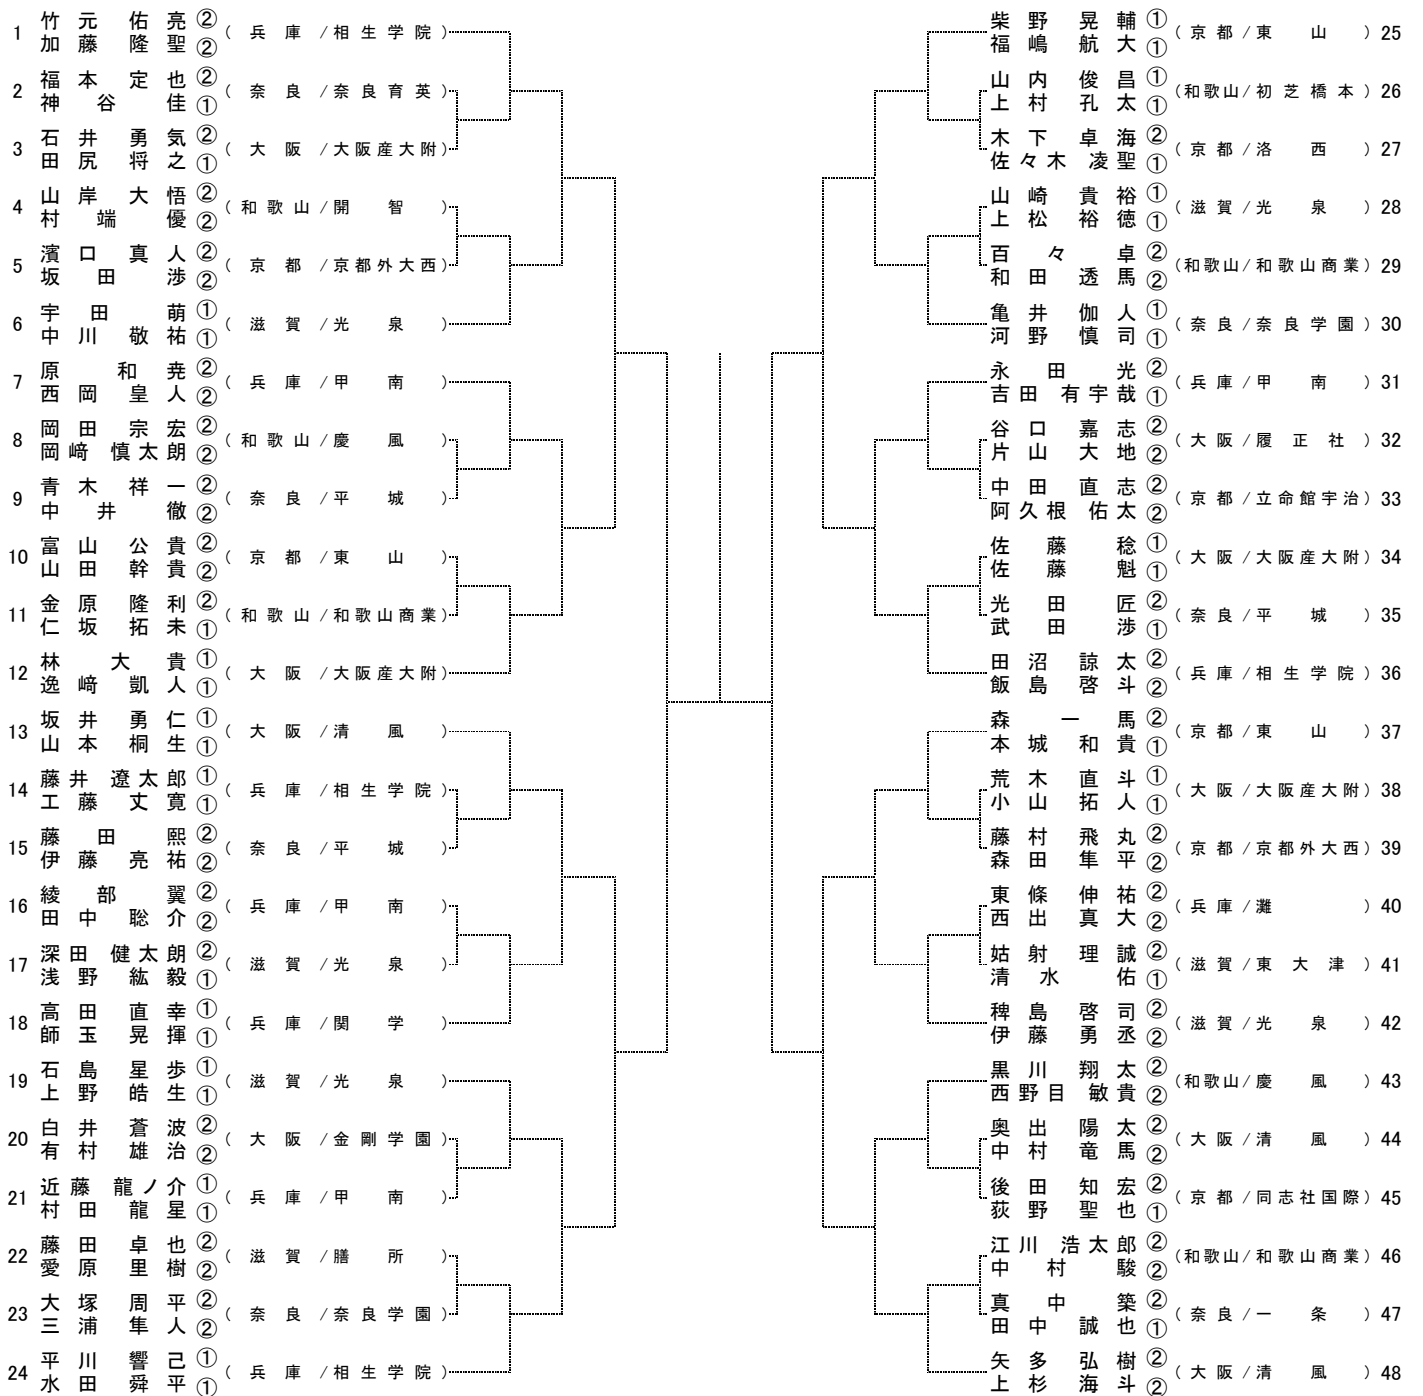 竹元 佑亮 ②
1 (兵庫/相生学院)
加藤 隆聖 ②
福本 定也 ②
2 (奈良/奈良育英)
神谷 佳 ①
石井 勇気 ②
3 (大阪/大阪産大附)
田尻 将之 ①
山岸 大悟 ②
4 (和歌山/開智)
村端 優 ②
濱口 真人 ②
5 (京都/京都外大西)
坂田 渉 ②
宇田 萌 ①
6 (滋賀/光泉)
中川 敬祐 ①
原 和尭 ②
7 (兵庫/甲南)
西岡 皇人 ②
岡田 宗宏 ②
8 (和歌山/慶風)
岡﨑 慎太朗 ②
青木 祥一 ②
9 (奈良/平城)
中井 徹 ②
富山 公貴 ②
10 (京都/東山)
山田 幹貴 ②
金原 隆利 ②
11 (和歌山/和歌山商業)
仁坂 拓未 ①
林 大貴 ①
12 (大阪/大阪産大附)
逸﨑 凱人 ①
坂井 勇仁 ①
13 (大阪/清風)
山本 桐生 ①
藤井 遼太郎 ①
14 (兵庫/相生学院)
工藤 丈寛 ①
藤田 熙 ②
15 (奈良/平城)
伊藤 亮祐 ②
綾部 翼 ②
16 (兵庫/甲南)
田中 聡介 ②
深田 健太朗 ②
17 (滋賀/光泉)
浅野 紘毅 ①
高田 直幸 ①
18 (兵庫/関学)
師玉 晃揮 ①
石島 星歩 ①
19 (滋賀/光泉)
上野 皓生 ①
白井 蒼波 ②
20 (大阪/金剛学園)
有村 雄治 ②
近藤 龍ノ介 ①
21 (兵庫/甲南)
村田 龍星 ①
藤田 卓也 ②
22 (滋賀/膳所)
愛原 里樹 ②
大塚 周平 ②
23 (奈良/奈良学園)
三浦 隼人 ②
平川 響己 ①
24 (兵庫/相生学院)
水田 舜平 ①
柴野 晃輔 ①
(京都/東山) 25
福嶋 航大 ①
山内 俊昌 ①
(和歌山/初芝橋本) 26
上村 孔太 ①
木下 卓海 ②
(京都/洛西) 27
佐々木 凌聖 ①
山崎 貴裕 ①
(滋賀/光泉) 28
上松 裕徳 ①
百々 卓 ②
(和歌山/和歌山商業) 29
和田 透馬 ②
亀井 伽人 ①
(奈良/奈良学園) 30
河野 慎司 ①
永田 光 ②
(兵庫/甲南) 31
吉田 有宇哉 ①
谷口 嘉志 ②
(大阪/履正社) 32
片山 大地 ②
中田 直志 ②
(京都/立命館宇治) 33
阿久根 佑太 ②
佐藤 稔 ①
(大阪/大阪産大附) 34
佐藤 魁 ①
光田 匠 ②
(奈良/平城) 35
武田 渉 ①
田沼 諒太 ②
(兵庫/相生学院) 36
飯島 啓斗 ②
森 一馬 ②
(京都/東山) 37
本城 和貴 ①
荒木 直斗 ①
(大阪/大阪産大附) 38
小山 拓人 ①
藤村 飛丸 ②
(京都/京都外大西) 39
森田 隼平 ②
東條 伸祐 ②
(兵庫/灘) 40
西出 真大 ②
姑射 理誠 ②
(滋賀/東大津) 41
清水 佑 ①
稗島 啓司 ②
(滋賀/光泉) 42
伊藤 勇丞 ②
黒川 翔太 ②
(和歌山/慶風) 43
西野目 敏貴 ②
奥出 陽太 ②
(大阪/清風) 44
中村 竜馬 ②
後田 知宏 ②
(京都/同志社国際) 45
荻野 聖也 ①
江川 浩太郎 ②
(和歌山/和歌山商業) 46
中村 駿 ②
真中 築 ②
(奈良/一条) 47
田中 誠也 ①
矢多 弘樹 ②
(大阪/清風) 48
上杉 海斗 ②